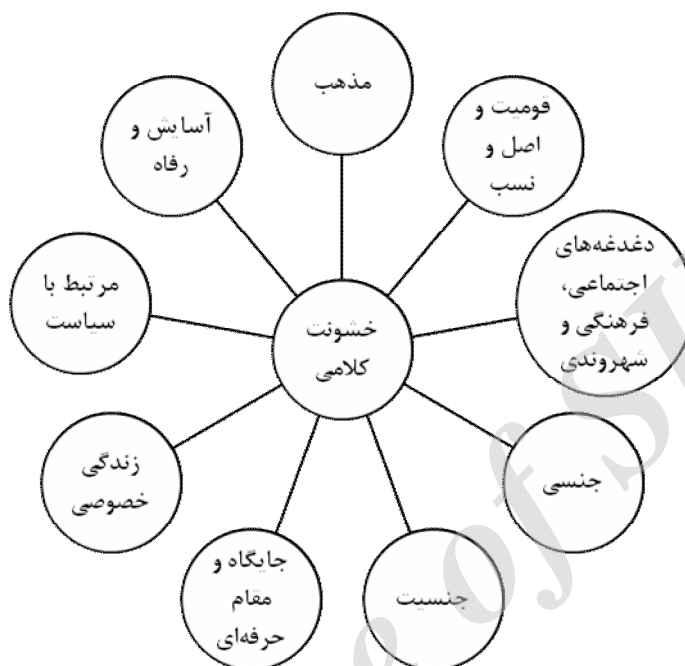 مذهب
قومیت و
اصل و
نسب
دغدغه‌های
اجتماعی،
فرهنگی و
شهروندی
جنسی
جنسیت
جایگاه و
مقام
حرفه‌ای
زندگی
خصوصی
مرتبط با
سیاست
آسایش و
رفاه
خشونت
کلامی